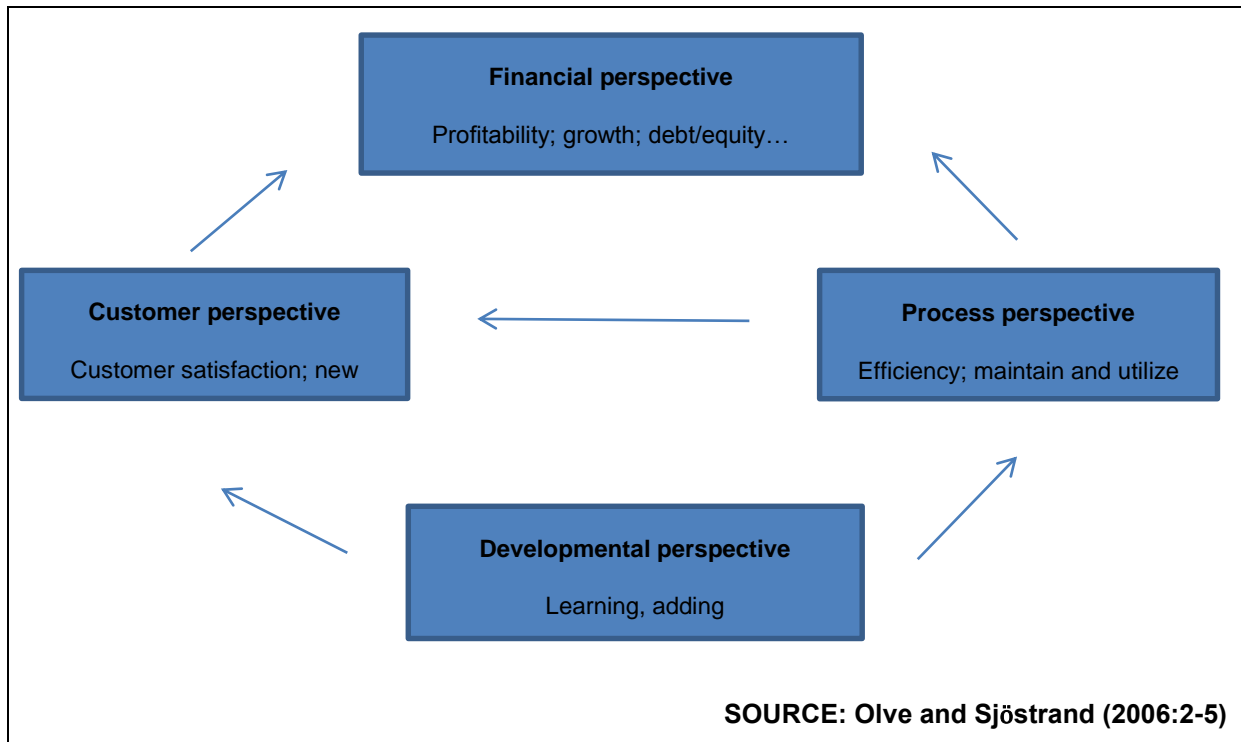 Financial perspective
Profitability; growth; debt/equity…
Customer perspective
Customer satisfaction; new
Process perspective
Efficiency; maintain and utilize
Developmental perspective
Learning, adding
SOURCE: Olve and Sjöstrand (2006:2-5)